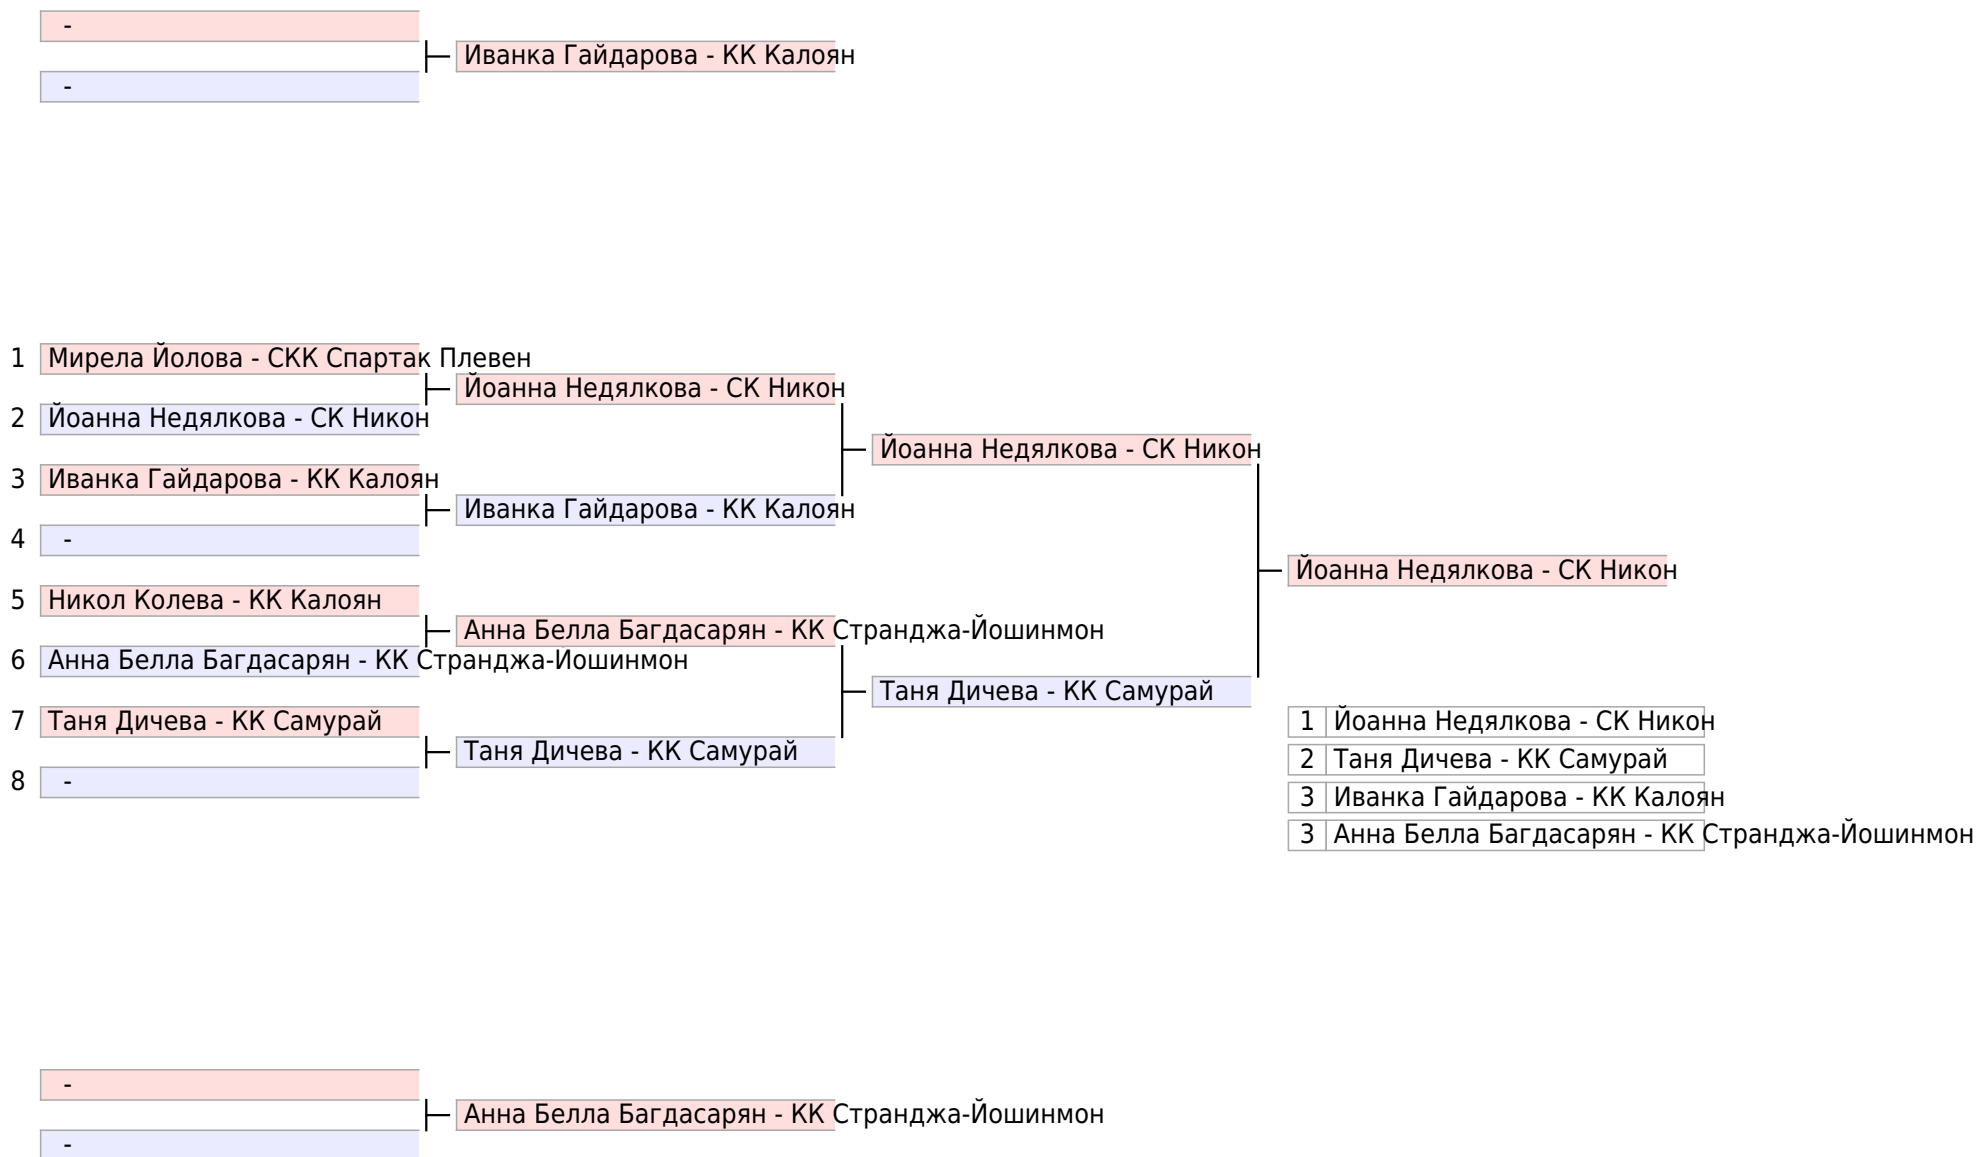 -
Иванка Гайдарова - КК Калоян
-
1 Мирела Йолова - СКК Спартак Плевен
Йоанна Недялкова - СК Никон
2 Йоанна Недялкова - СК Никон
Йоанна Недялкова - СК Никон
3 Иванка Гайдарова - КК Калоян
Иванка Гайдарова - КК Калоян
4 -
Йоанна Недялкова - СК Никон
5 Никол Колева - КК Калоян
Анна Белла Багдасарян - КК Странджа-Йошинмон
6 Анна Белла Багдасарян - КК Странджа-Йошинмон
Таня Дичева - КК Самурай
7 Таня Дичева - КК Самурай
1 Йоанна Недялкова - СК Никон
Таня Дичева - КК Самурай
2 Таня Дичева - КК Самурай
8 -
3 Иванка Гайдарова - КК Калоян
3 Анна Белла Багдасарян - КК Странджа-Йошинмон
-
Анна Белла Багдасарян - КК Странджа-Йошинмон
-